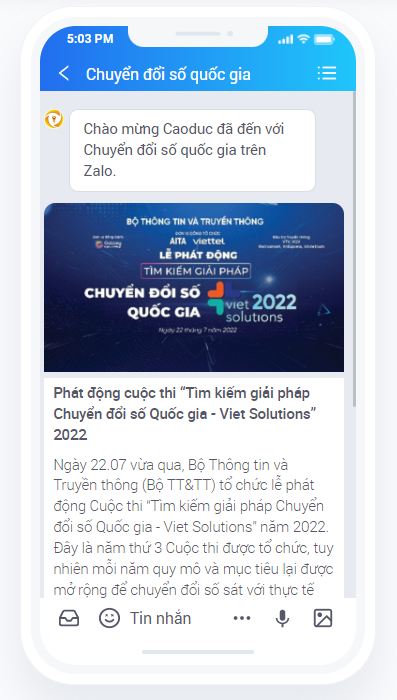 5:03 PM
Chuyển đổi số quốc gia
Chào mừng Caoduc đã đến với
Chuyển đổi số quốc gia trên
Zalo.
BỘ THÔNG TIN VÀ TRUYỀN THÔNG
AITA viettel
LỄ PHÁT ĐỘNG
TÌM KIẾM GIẢI PHÁP
CHUYỂN ĐỔI SỐ
QUỐC GIA
viet 2022
solutions
Ngày 22 tháng 7 năm 2022
Phát động cuộc thi “Tìm kiếm giải pháp
Chuyển đổi số Quốc gia - Viet Solutions”
2022
Ngày 22.07 vừa qua, Bộ Thông tin và
Truyền thông (Bộ TT&TT) tổ chức lễ phát
động Cuộc thi “Tìm kiếm giải pháp Chuyển
đổi số Quốc gia - Viet Solutions” năm 2022.
Đây là năm thứ 3 Cuộc thi được tổ chức, tuy
nhiên mỗi năm quy mô và mục tiêu lại được
mở rộng để chuyển đổi số sát với thực tế
Tin nhắn